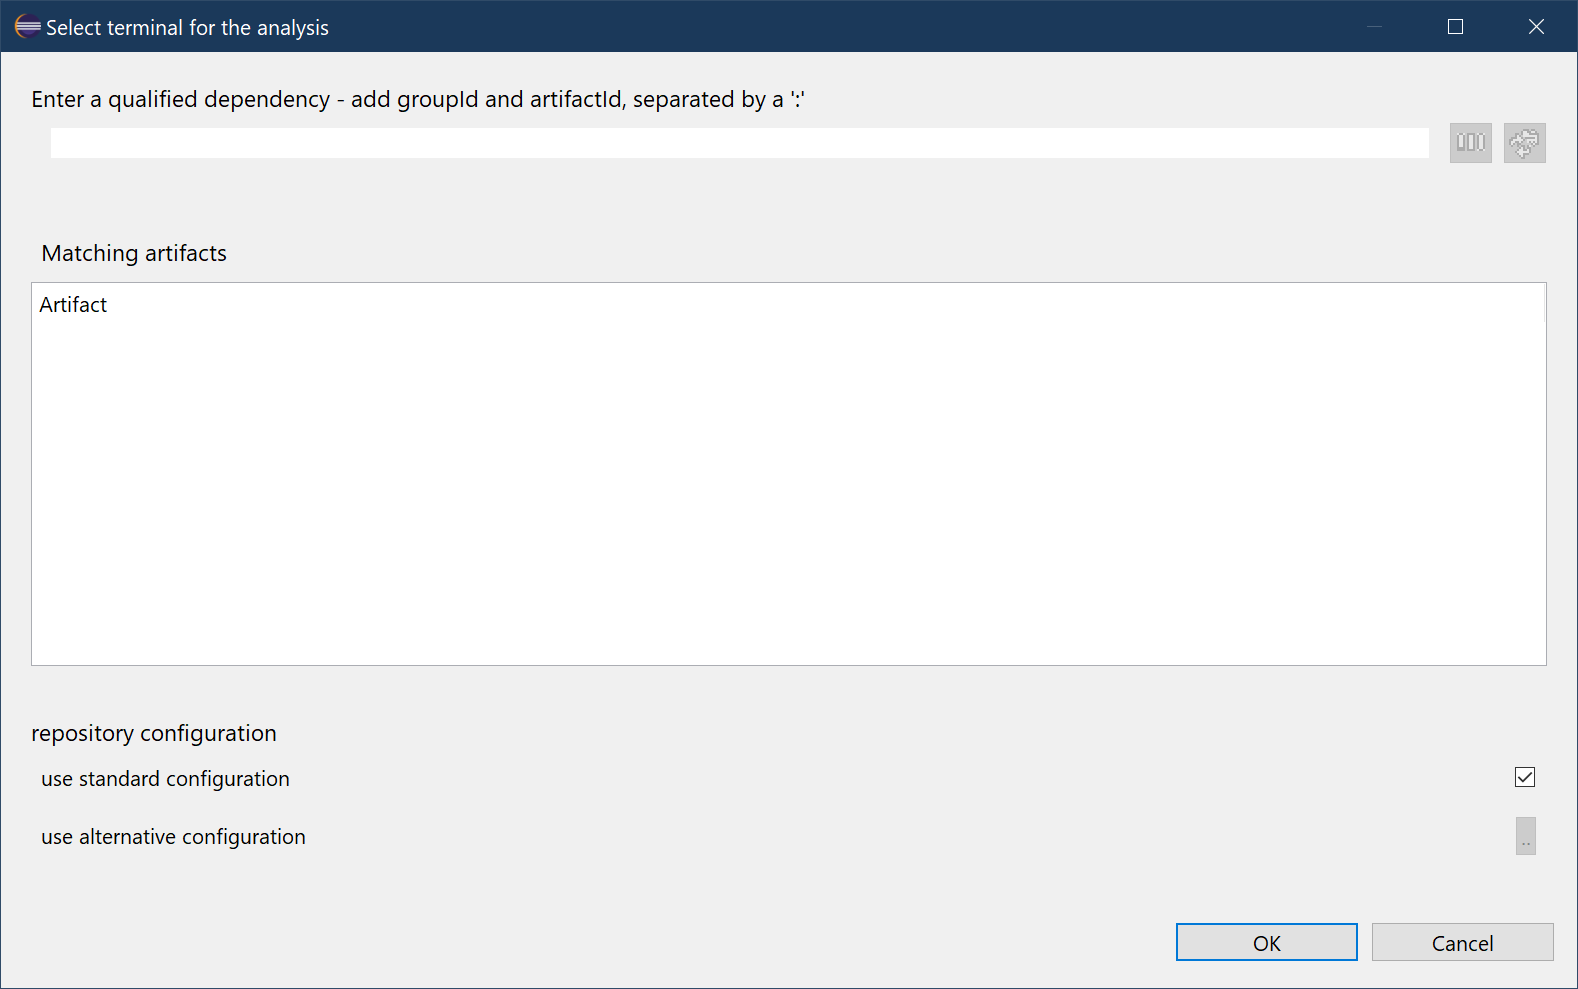 Select terminal for the analysis
Enter a qualified dependency - add groupId and artifactId, separated by a ':'
Matching artifacts
Artifact
repository configuration
use standard configuration
use alternative configuration
..
OK
Cancel